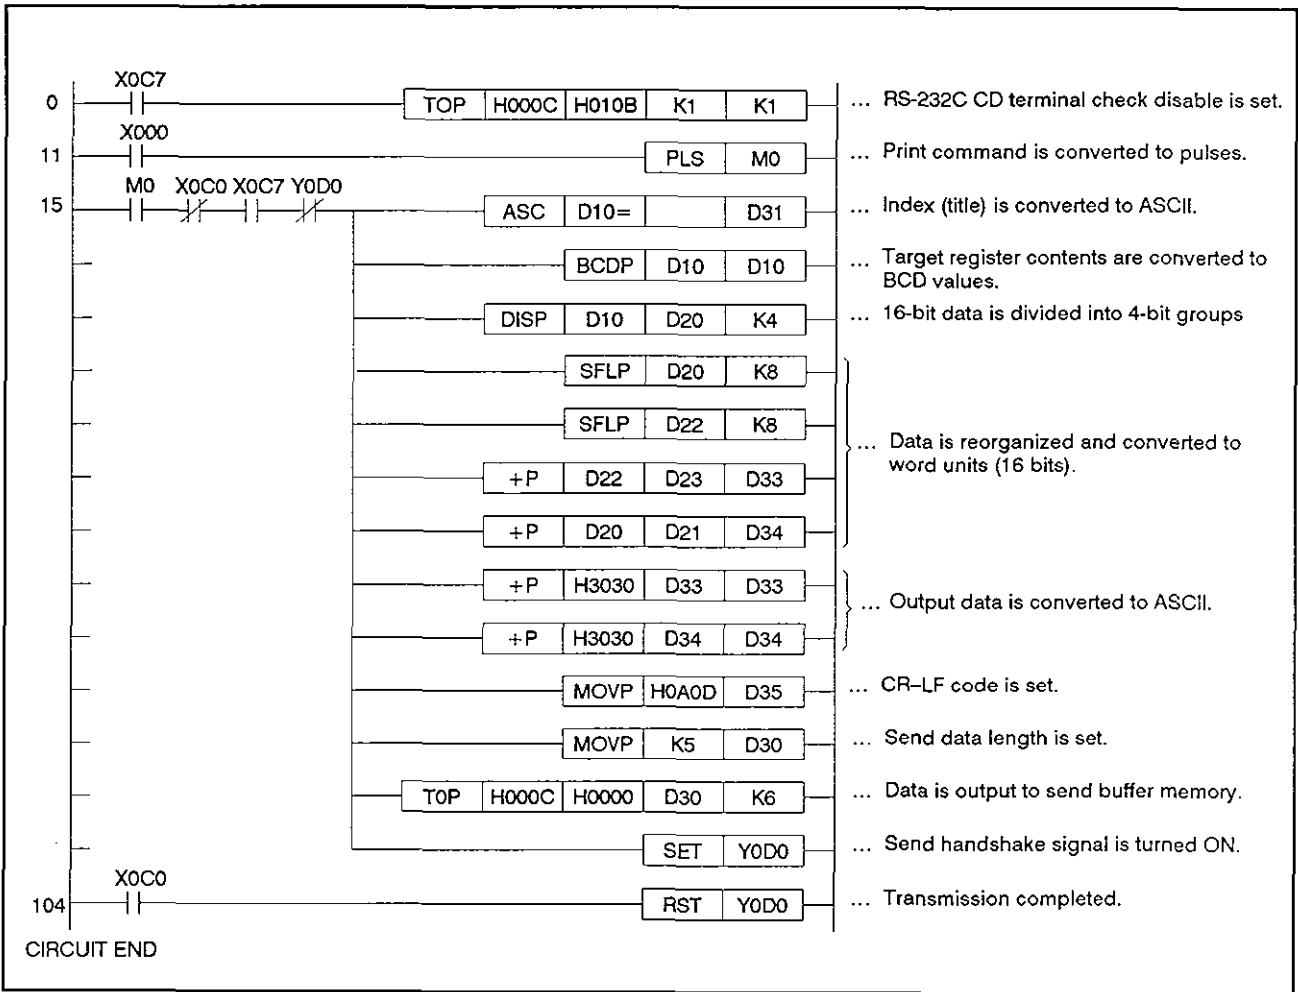 X0C7
0 TOP H000C H010B K1 K1 ... RS-232C CD terminal check disable is set.
X000
11 PLS M0 ... Print command is converted to pulses.
M0 X0C0 X0C7 Y0D0
15 ASC D10= D31 ... Index (title) is converted to ASCII.
BCDP D10 D10 ... Target register contents are converted to
BCD values.
DISP D10 D20 K4 ... 16-bit data is divided into 4-bit groups
SFLP D20 K8
SFLP D22 K8
... Data is reorganized and converted to
word units (16 bits).
+P D22 D23 D33
+P D20 D21 D34
+P H3030 D33 D33
... Output data is converted to ASCII.
+P H3030 D34 D34
MOVP H0A0D D35 ... CR–LF code is set.
MOVP K5 D30 ... Send data length is set.
TOP H000C H0000 D30 K6 ... Data is output to send buffer memory.
SET Y0D0 ... Send handshake signal is turned ON.
X0C0
104 RST Y0D0 ... Transmission completed.
CIRCUIT END